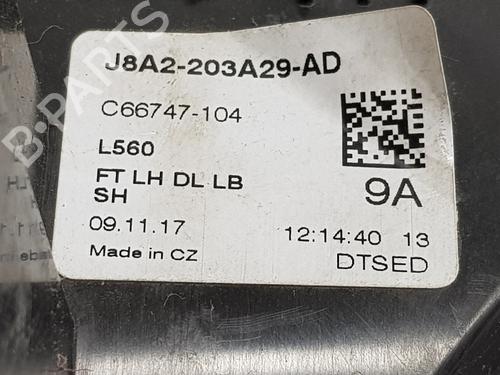 J8A2-203A29-AD
C66747-104
L560
FT LH DL LB
SH
9A
09.11.17
12:14:40 13
Made in CZ
DTSED
B-PARTS